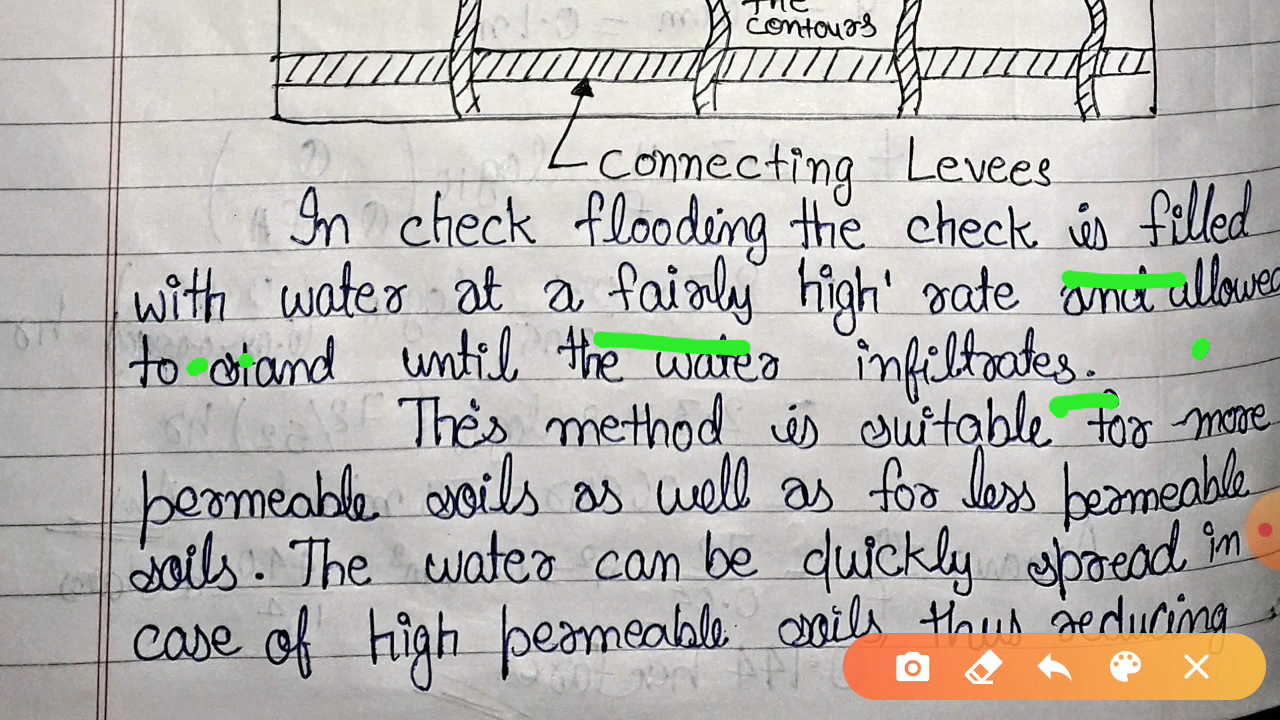 the
contours
Connecting Levees
In check flooding the check is filled
with water at a fairly high rate and allowed
to stand until the water infiltrates.
This method is suitable for more
permeable soils as well as for less permeable
soils. The water can be quickly spread in
case of high permeable soils thus reducing